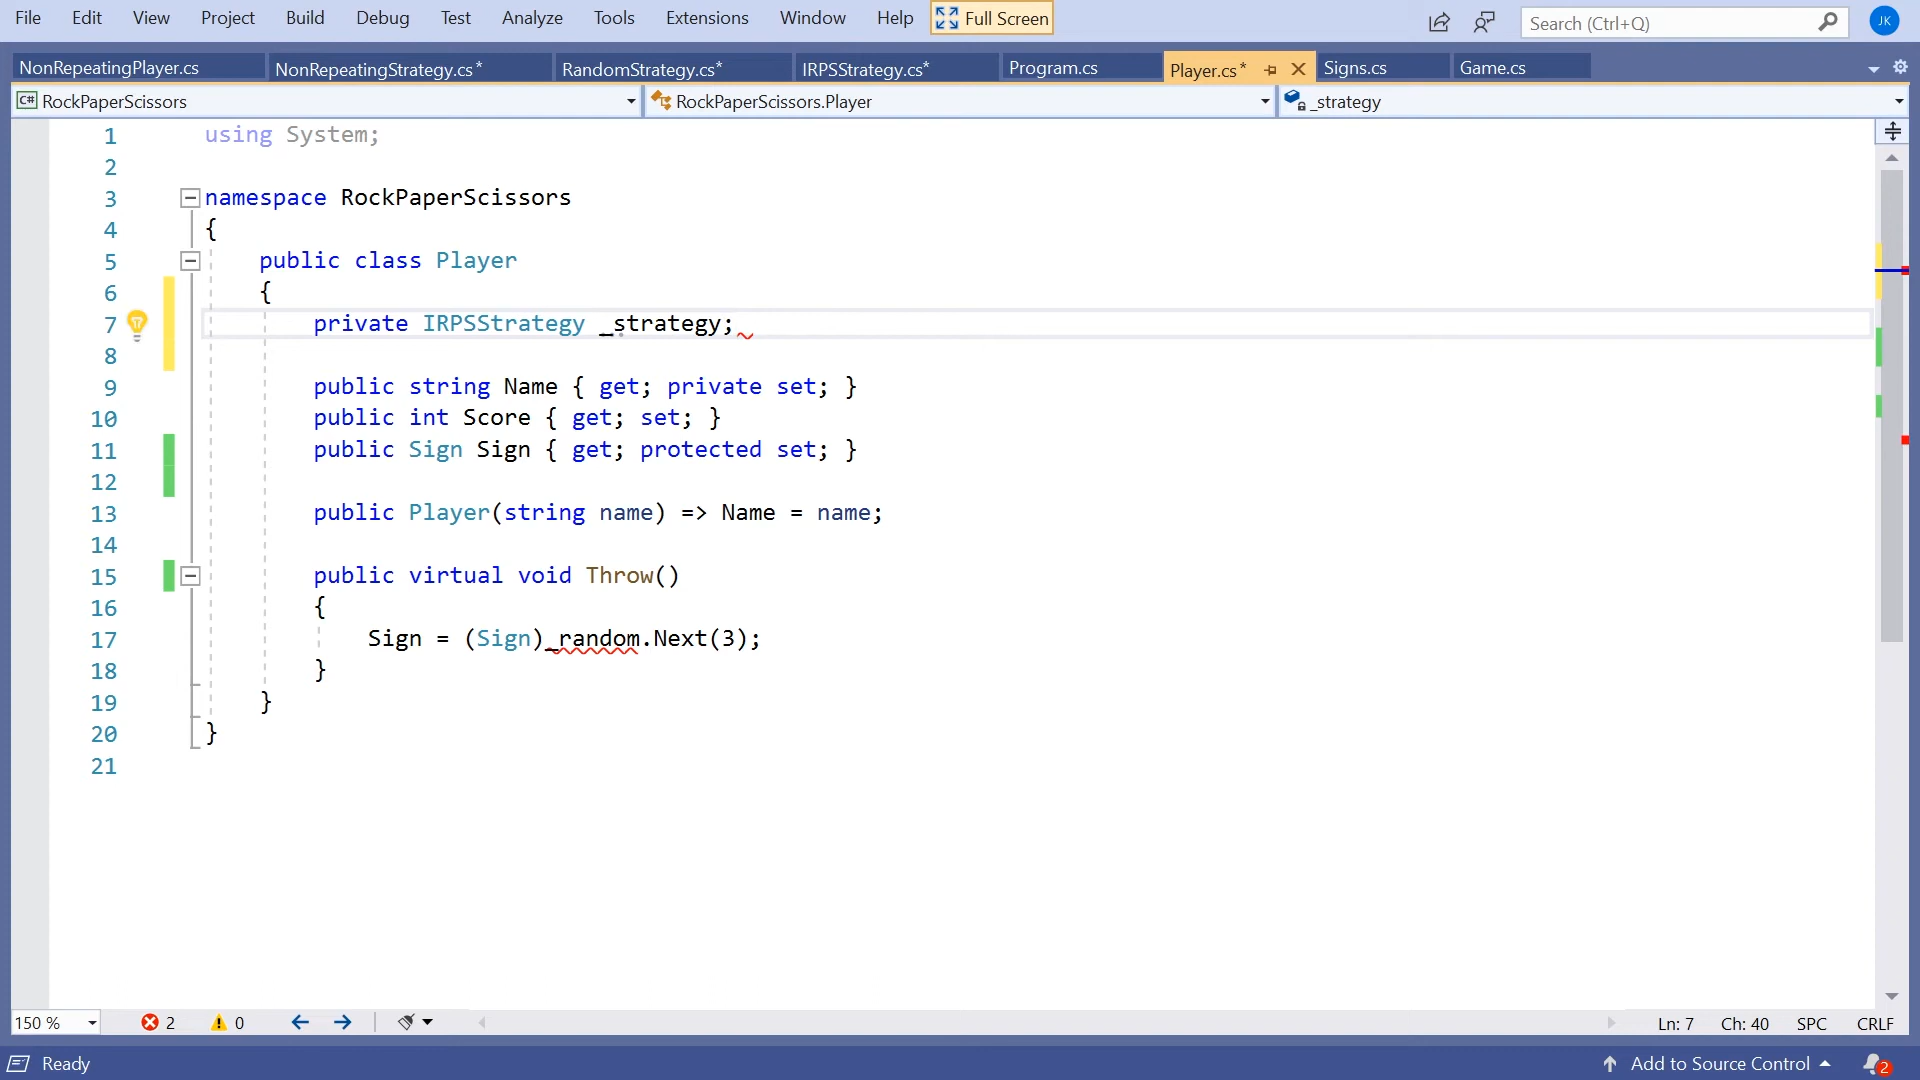 File Edit View Project Build Debug Test Analyze Tools Extensions Window Help Full Screen Search (Ctrl+Q) JK
NonRepeatingPlayer.cs NonRepeatingStrategy.cs* RandomStrategy.cs* IRPSStrategy.cs* Program.cs Player.cs* Signs.cs Game.cs
C# RockPaperScissors RockPaperScissors.Player _strategy
1 using System;
2
3 namespace RockPaperScissors
4 {
5 public class Player
6 {
7 private IRPSStrategy _strategy;
8
9 public string Name { get; private set; }
10 public int Score { get; set; }
11 public Sign Sign { get; protected set; }
12
13 public Player(string name) => Name = name;
14
15 public virtual void Throw()
16 {
17 Sign = (Sign)_random.Next(3);
18 }
19 }
20 }
21
150 % 2 0 Ln: 7 Ch: 40 SPC CRLF
Ready Add to Source Control 2